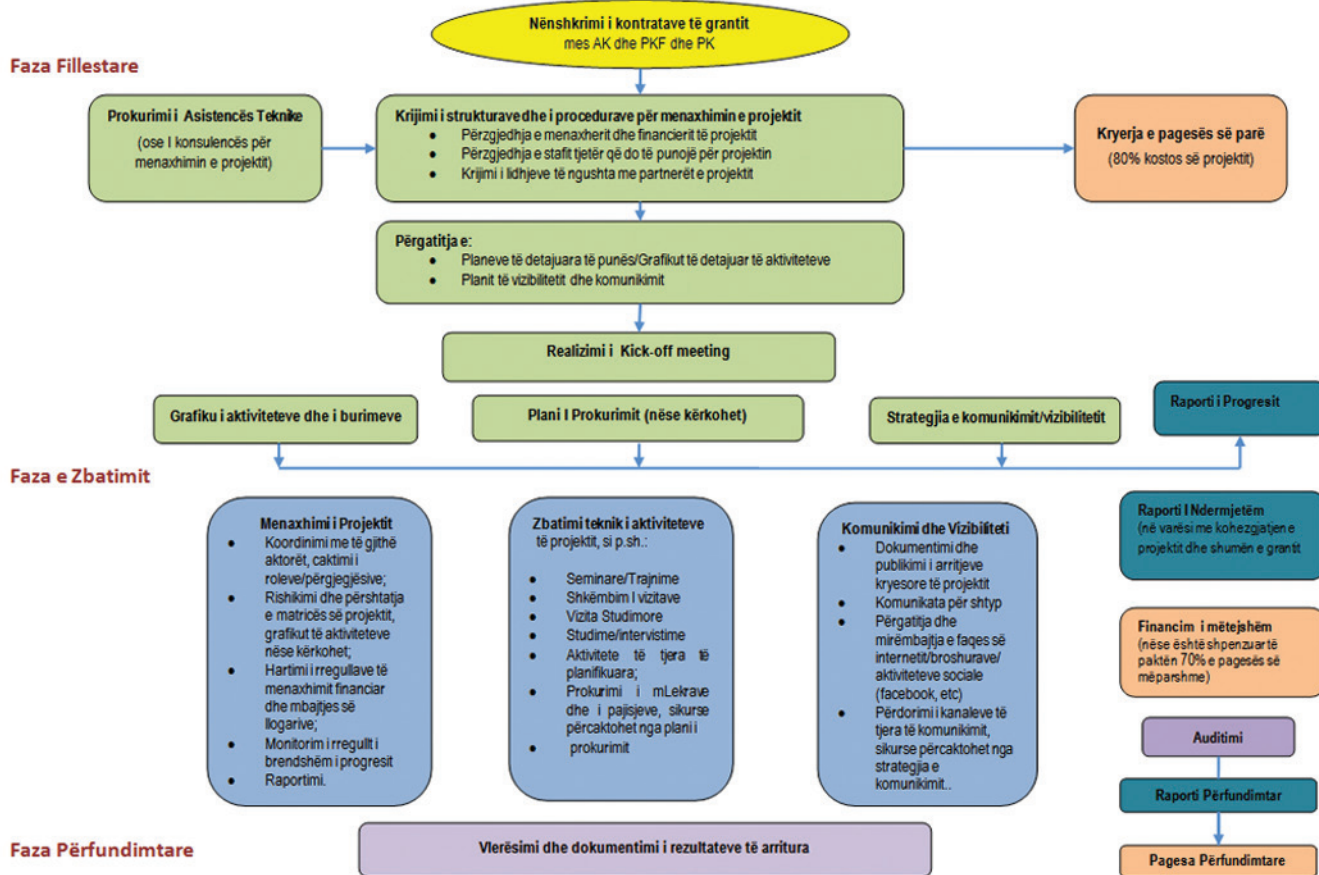 Nënshkrimi i kontratave të grantit
mes AK dhe PKF dhe PK
Faza Fillestare
Prokurimi i Asistencës Teknike
(ose I konsulencës për
menaxhimin e projektit)
Krijimi i strukturave dhe i procedurave për menaxhimin e projektit
• Përzgjedhja e menaxherit dhe financierit të projektit
• Përzgjedhja e stafit tjetër që do të punojë për projektin
• Krijimi i lidhjeve të ngushta me partnerët e projektit
Kryerja e pagesës së parë
(80% kostos së projektit)
Përgatitja e:
• Planeve të detajuara të punës/Grafikut të detajuar të aktiviteteve
• Planit të vizibilitetit dhe komunikimit
Realizimi i Kick-off meeting
Grafiku i aktiviteteve dhe i burimeve
Plani I Prokurimit (nëse kërkohet)
Strategjia e komunikimit/vizibilitetit
Raporti i Progresit
Faza e Zbatimit
Menaxhimi i Projektit
• Koordinimi me të gjithë
aktorët, caktimi i
roleve/përgjegjësive;
• Rishikimi dhe përshtatja
e matricës së projektit,
grafikut të aktiviteteve
nëse kërkohet;
• Hartimi i rregullave të
menaxhimit financiar
dhe mbajtjes së
llogarive;
• Monitorim i rregullt i
brendshëm i progresit
• Raportimi.
Zbatimi teknik i aktiviteteve
të projektit, si p.sh.:
• Seminare/Trajnime
• Shkëmbim I vizitave
• Vizita Studimore
• Studime/intervistime
• Aktivitete të tjera të
planifikuara;
• Prokurimi i mLekrave
dhe i pajisjeve, sikurse
përcaktohet nga plani i
• prokurimit
Komunikimi dhe Vizibiliteti
• Dokumentimi dhe
publikimi i arritjeve
kryesore të projektit
• Komunikata për shtyp
• Përgatitja dhe
mirëmbajtja e faqes së
internetit/broshurave/
aktiviteteve sociale
(facebook, etc)
• Përdorimi i kanaleve të
tjera të komunikimit,
sikurse përcaktohet nga
strategjia e
komunikimit..
Raporti I Ndermjetëm
(në varësi me kohezgjatjen e
projektit dhe shumën e grantit
Financim i mëtejshëm
(nëse është shpenzuar të
paktën 70% e pagesës së
mëparshme)
Auditimi
Raporti Përfundimtar
Pagesa Përfundimtare
Faza Përfundimtare
Vlerësimi dhe dokumentimi i rezultateve të arritura